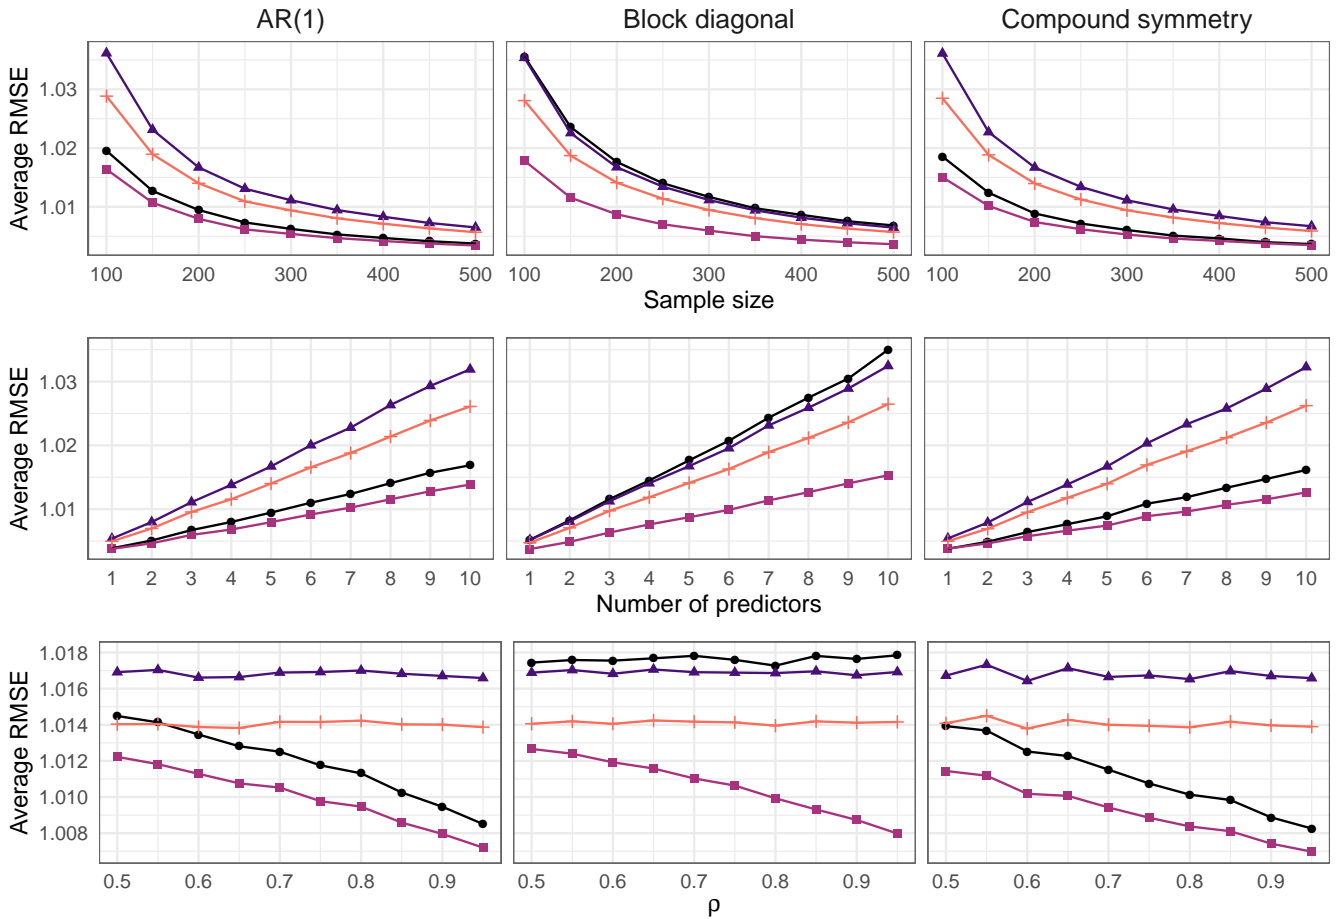 AR(1) Block diagonal Compound symmetry
Average RMSE
1.03
1.02
1.01
100 200 300 400 500 100 200 300 400 500 100 200 300 400 500
Sample size
Average RMSE
1.03
1.02
1.01
1 2 3 4 5 6 7 8 9 10 1 2 3 4 5 6 7 8 9 10 1 2 3 4 5 6 7 8 9 10
Number of predictors
Average RMSE
1.018
1.016
1.014
1.012
1.010
1.008
0.5 0.6 0.7 0.8 0.9 0.5 0.6 0.7 0.8 0.9 0.5 0.6 0.7 0.8 0.9
ρ